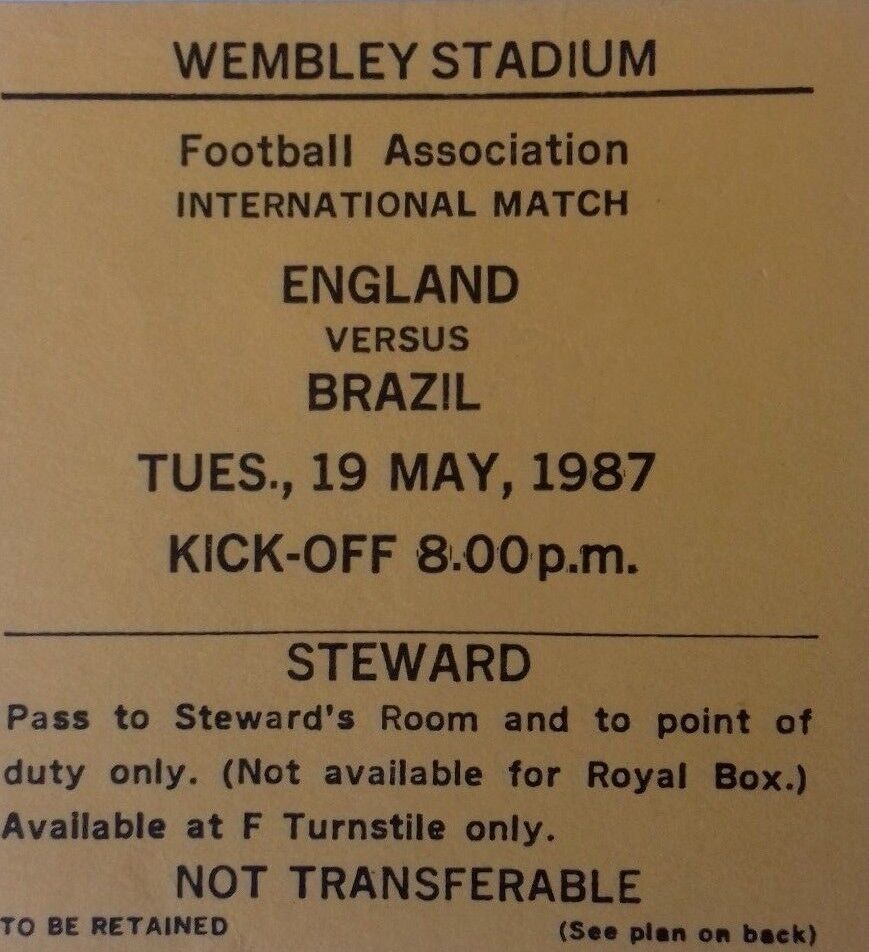 WEMBLEY STADIUM
Football Association
INTERNATIONAL MATCH
ENGLAND
VERSUS
BRAZIL
TUES., 19 MAY, 1987
KICK-OFF 8.00p.m.
STEWARD
Pass to Steward's Room and to point of
duty only. (Not available for Royal Box.)
Available at F Turnstile only.
NOT TRANSFERABLE
TO BE RETAINED
(See plan on back)